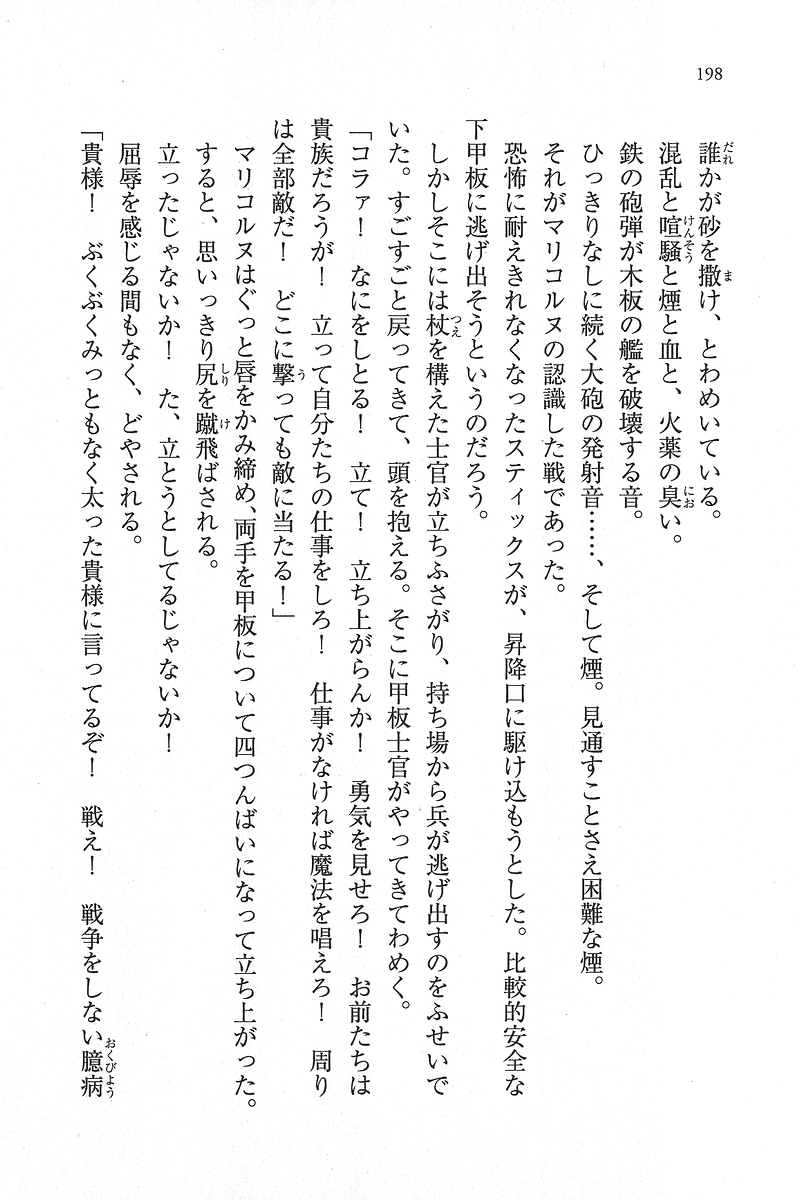 198
誰かが砂を撒け、とわめいている。
混乱と喧騒と煙と血と、火薬の臭い。
鉄の砲弾が木板の艦を破壊する音。
ひっきりなしに続く大砲の発射音……、そして煙。見通すことさえ困難な煙。
それがマリコルヌの認識した戦であった。
恐怖に耐えきれなくなったスティックスが、昇降口に駆け込もうとした。比較的安全な
下甲板に逃げ出そうというのだろう。
しかしそこには杖を構えた士官が立ちふさがり、持ち場から兵が逃げ出すのをふせいで
いた。すごすごと戻ってきて、頭を抱える。そこに甲板士官がやってきてわめく。
「コラァ！　なにをしとる！　立て！　立ち上がらんか！　勇気を見せろ！　お前たちは
貴族だろうが！　立って自分たちの仕事をしろ！　仕事がなければ魔法を唱えろ！　周り
は全部敵だ！　どこに撃っても敵に当たる！」
マリコルヌはぐっと唇をかみ締め、両手を甲板について四つんばいになって立ち上がった。
すると、思いっきり尻を蹴飛ばされる。
立ったじゃないか！　た、立とうとしてるじゃないか！
屈辱を感じる間もなく、どやされる。
「貴様！　ぶくぶくみっともなく太った貴様に言ってるぞ！　戦え！　戦争をしない臆病